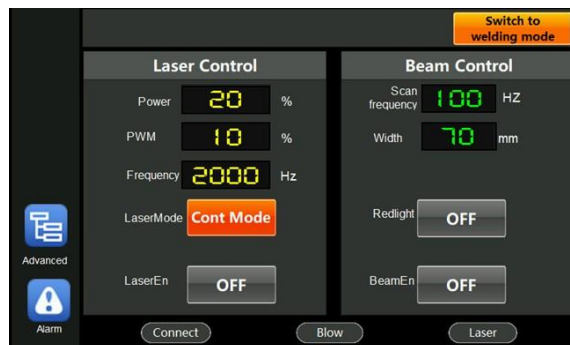 Switch to
welding mode
Laser Control
Power 20 %
PWM 10 %
Frequency 2000 Hz
LaserMode Cont Mode
LaserEn OFF
Beam Control
Scan
frequency 100 HZ
Width 70 mm
Redlight OFF
BeamEn OFF
Advanced
Alarm
Connect
Blow
Laser